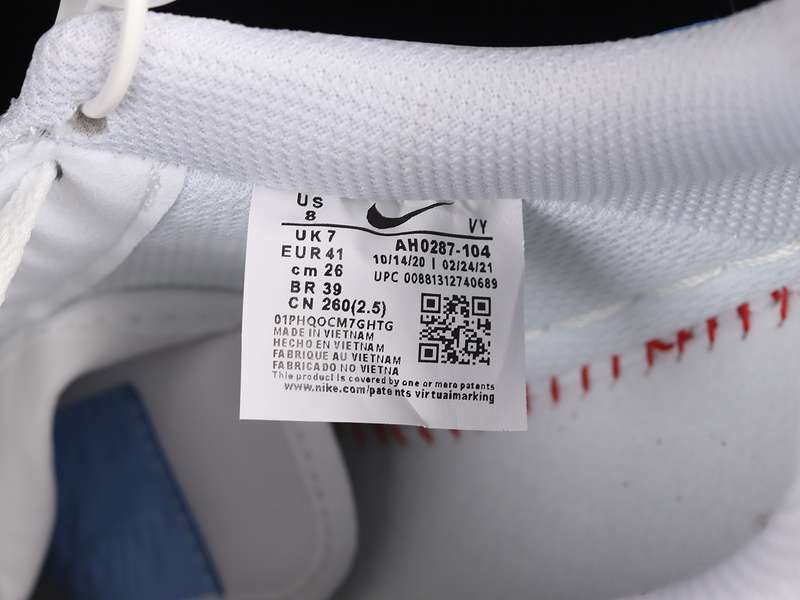 US
8
VY
UK 7
AH0287-104
EUR 41
10/14/20 | 02/24/21
cm 26
UPC 00881312740689
BR 39
CN 260(2.5)
01PHQOCM7GHTG
MADE IN VIETNAM
HECHO EN VIETNAM
FABRIQUE AU VIETNAM
FABRICADO NO VIETNA
This product is covered by one or more patents
www.nike.com/patents virtualmarking